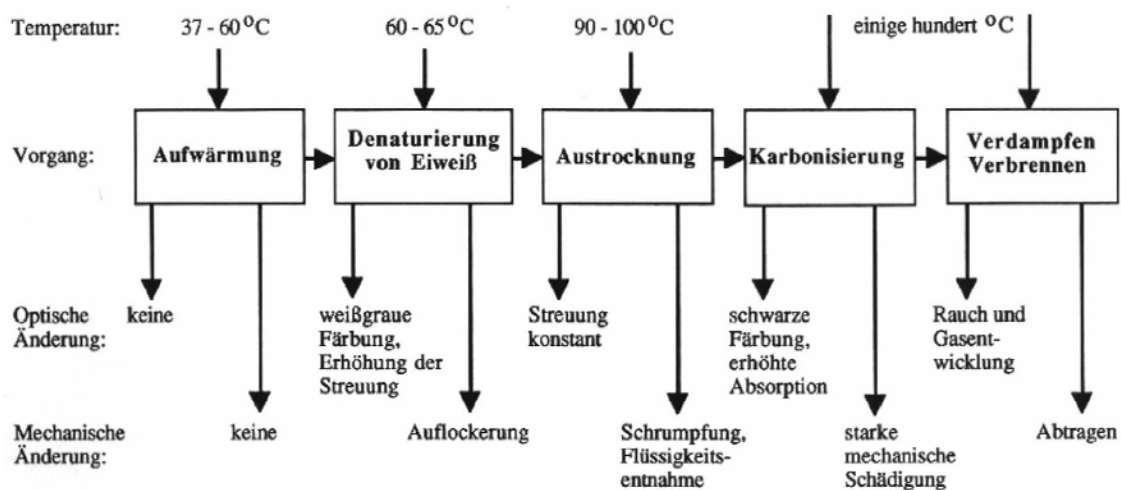 Temperatur: 37 - 60 °C 60 - 65 °C 90 - 100 °C einige hundert °C
Vorgang:
Aufwärmung
Denaturierung
von Eiweiß
Austrocknung
Karbonisierung
Verdampfen
Verbrennen
Optische
Änderung:
keine
weißgraue
Färbung,
Erhöhung der
Streuung
Streuung
konstant
schwarze
Färbung,
erhöhte
Absorption
Rauch und
Gasent-
wicklung
Mechanische
Änderung:
keine
Auflockerung
Schrumpfung,
Flüssigkeits-
entnahme
starke
mechanische
Schädigung
Abtragen